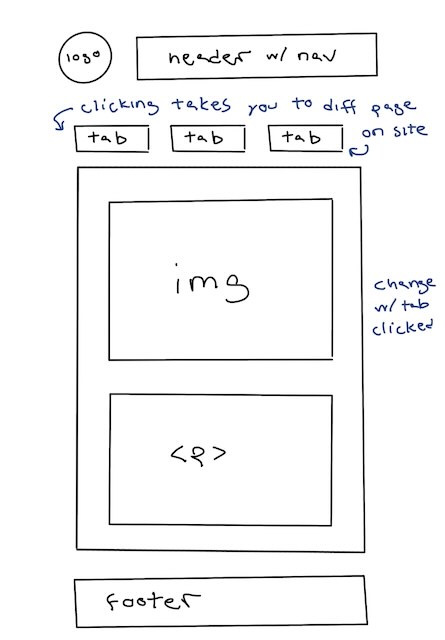 logo
header w/ nav
clicking takes you to diff page
on site
tab tab tab
img
change
w/ tab
clicked
<p>
footer